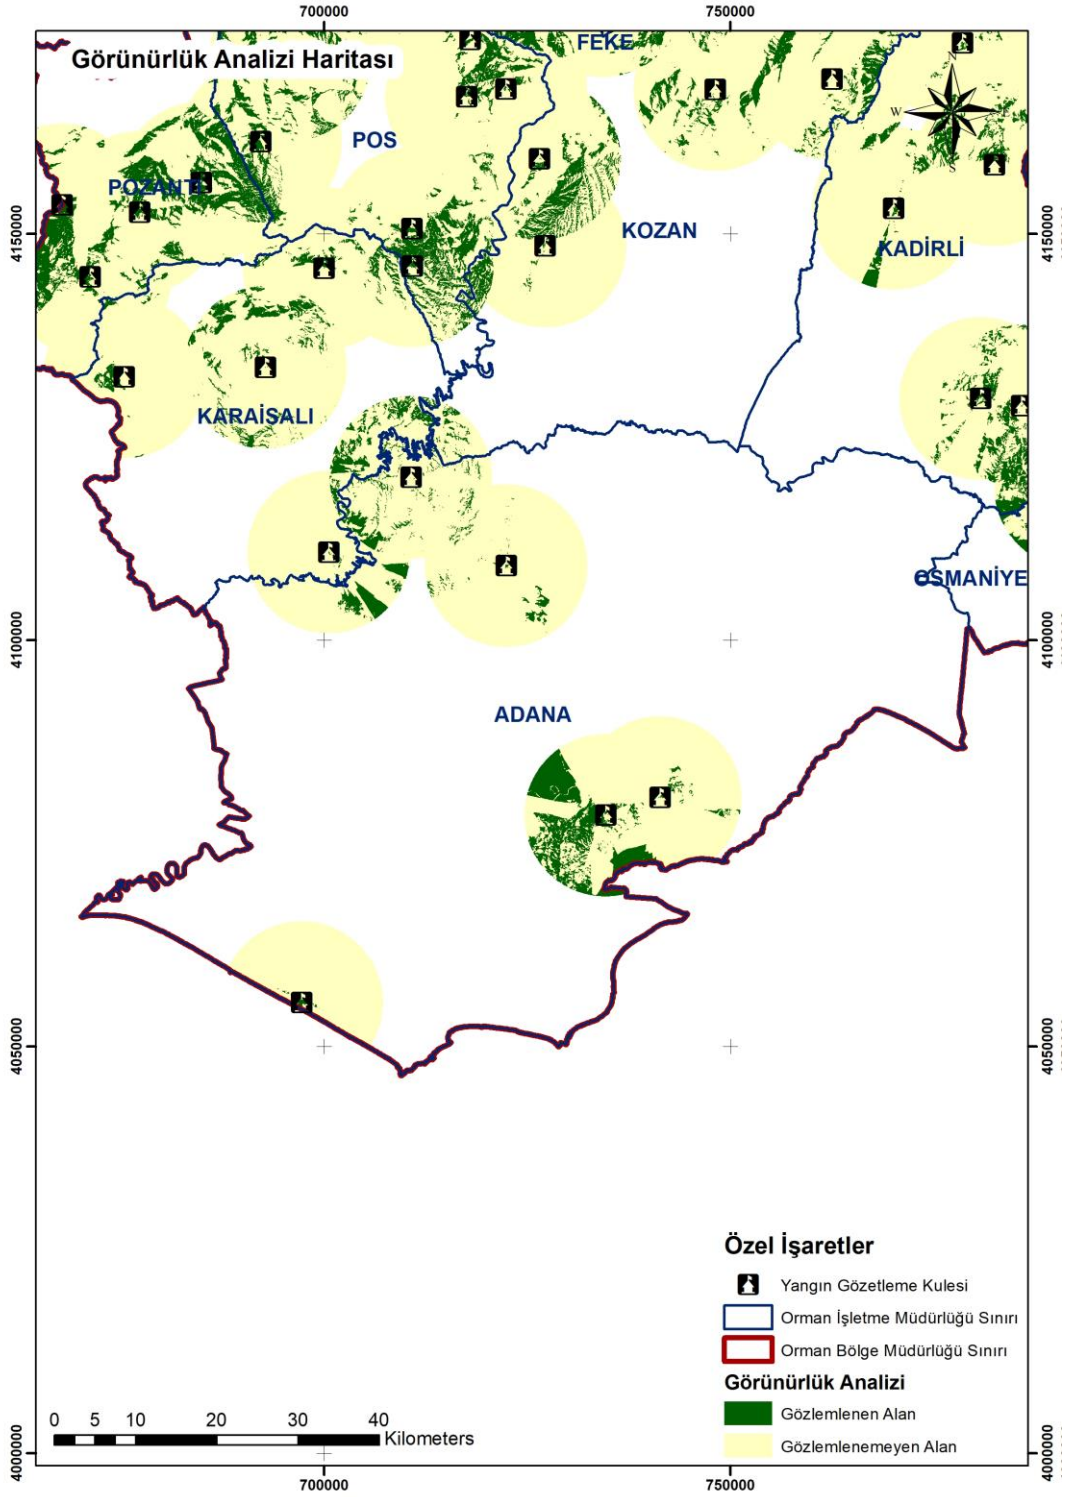 700000
750000
Görünürlük Analizi Haritası
FEKE
N
W
E
S
POS
POZANTI
KOZAN
KADİRLİ
4150000
4150000
KARAİSALI
OSMANİYE
4100000
4100000
ADANA
4050000
4050000
Özel İşaretler
Yangın Gözetleme Kulesi
Orman İşletme Müdürlüğü Sınırı
Orman Bölge Müdürlüğü Sınırı
Görünürlük Analizi
Gözlemlenen Alan
Gözlemlenemeyen Alan
0 5 10 20 30 40
Kilometers
4000000
4000000
700000
750000